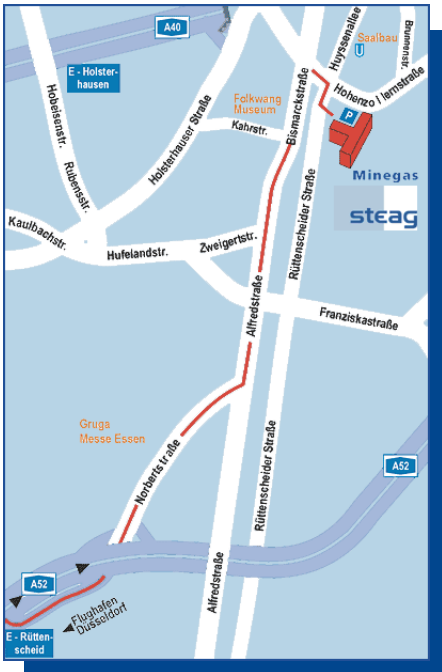 A40
Huyssenallee
Saalbau
U
Brunnenstr.
E - Holster-
hausen
Hohenzollernstraße
Hobeisenstr.
Rubensstr.
Holsterhauser Straße
Folkwang
Museum
Kahrstr.
Bismarckstraße
P
Minegas
steag
Rüttenscheider Straße
Kaulbachstr.
Hufelandstr.
Zweigertstr.
Alfredstraße
Franziskastraße
Gruga
Messe Essen
Norbertstraße
Rüttenscheider Straße
A52
A52
Flughafen
Düsseldorf
Alfredstraße
E - Rütten-
scheid